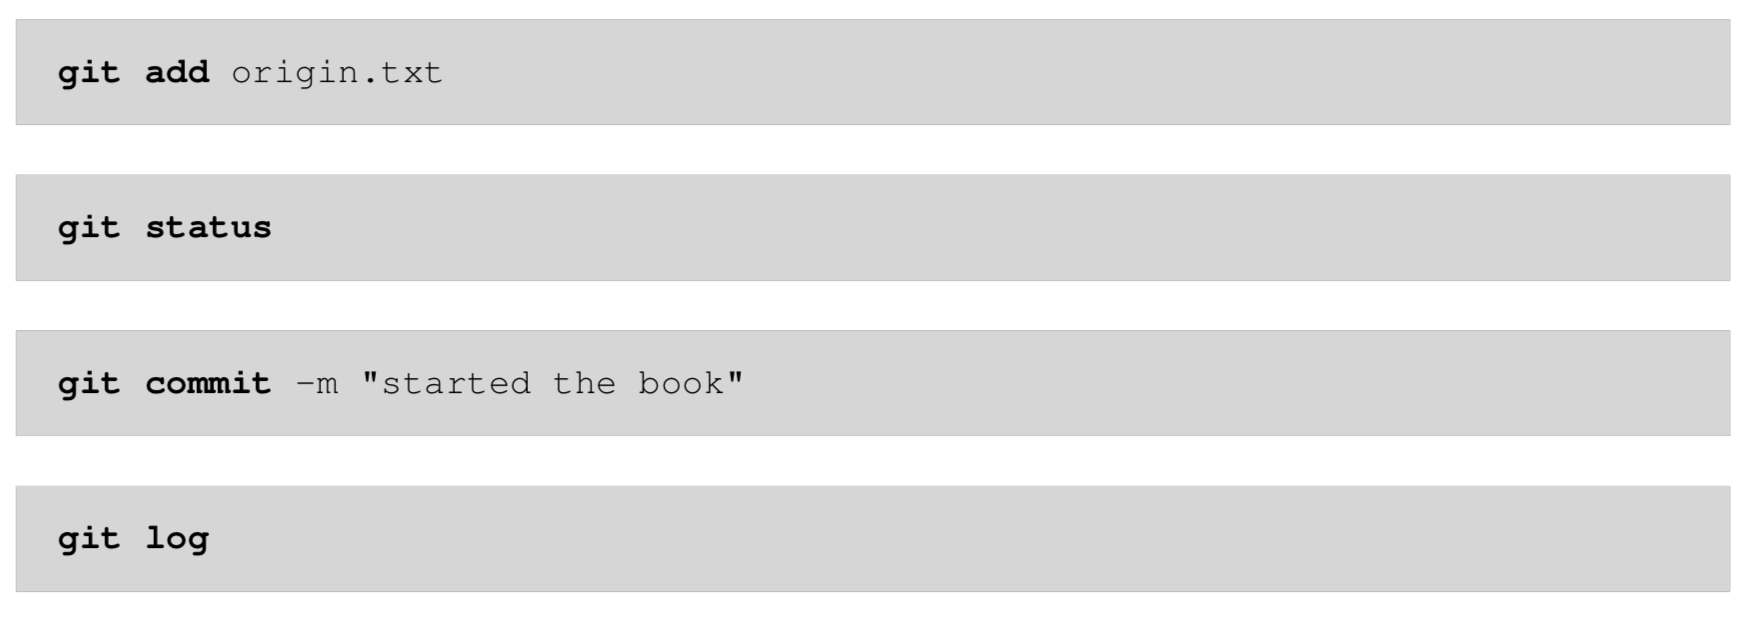 git add origin.txt
git status
git commit -m "started the book"
git log